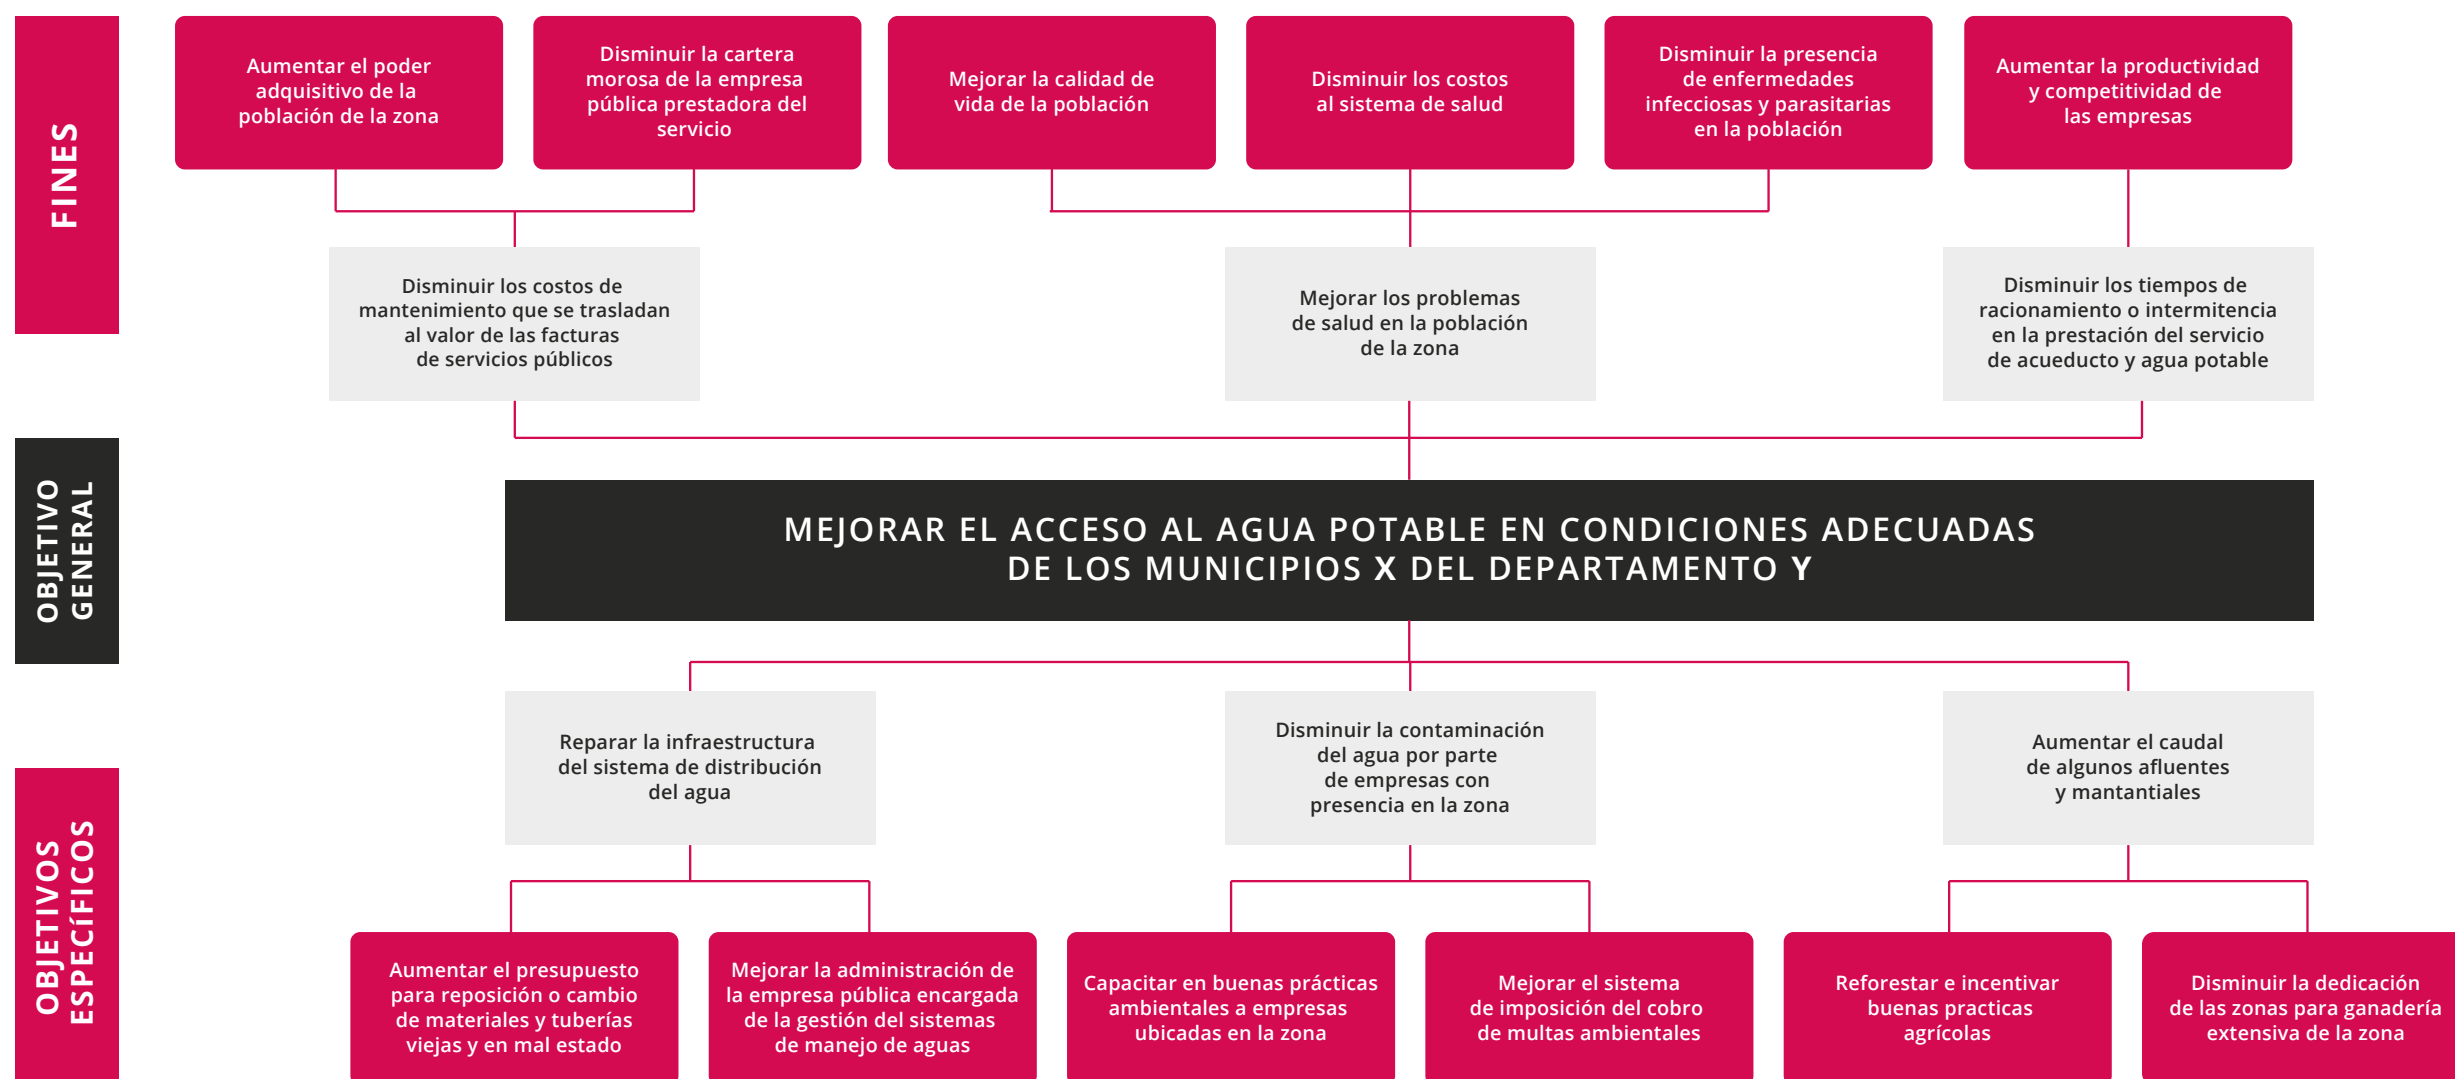 FINES
Aumentar el poder
adquisitivo de la
población de la zona
Disminuir la cartera
morosa de la empresa
pública prestadora del
servicio
Mejorar la calidad de
vida de la población
Disminuir los costos
al sistema de salud
Disminuir la presencia
de enfermedades
infecciosas y parasitarias
en la población
Aumentar la productividad
y competitividad de
las empresas
Disminuir los costos de
mantenimiento que se trasladan
al valor de las facturas
de servicios públicos
Mejorar los problemas
de salud en la población
de la zona
Disminuir los tiempos de
racionamiento o intermitencia
en la prestación del servicio
de acueducto y agua potable
OBJETIVO
GENERAL
MEJORAR EL ACCESO AL AGUA POTABLE EN CONDICIONES ADECUADAS
DE LOS MUNICIPIOS X DEL DEPARTAMENTO Y
OBJETIVOS
ESPECÍFICOS
Reparar la infraestructura
del sistema de distribución
del agua
Disminuir la contaminación
del agua por parte
de empresas con
presencia en la zona
Aumentar el caudal
de algunos afluentes
y mantantiales
Aumentar el presupuesto
para reposición o cambio
de materiales y tuberías
viejas y en mal estado
Mejorar la administración de
la empresa pública encargada
de la gestión del sistemas
de manejo de aguas
Capacitar en buenas prácticas
ambientales a empresas
ubicadas en la zona
Mejorar el sistema
de imposición del cobro
de multas ambientales
Reforestar e incentivar
buenas practicas
agrícolas
Disminuir la dedicación
de las zonas para ganadería
extensiva de la zona